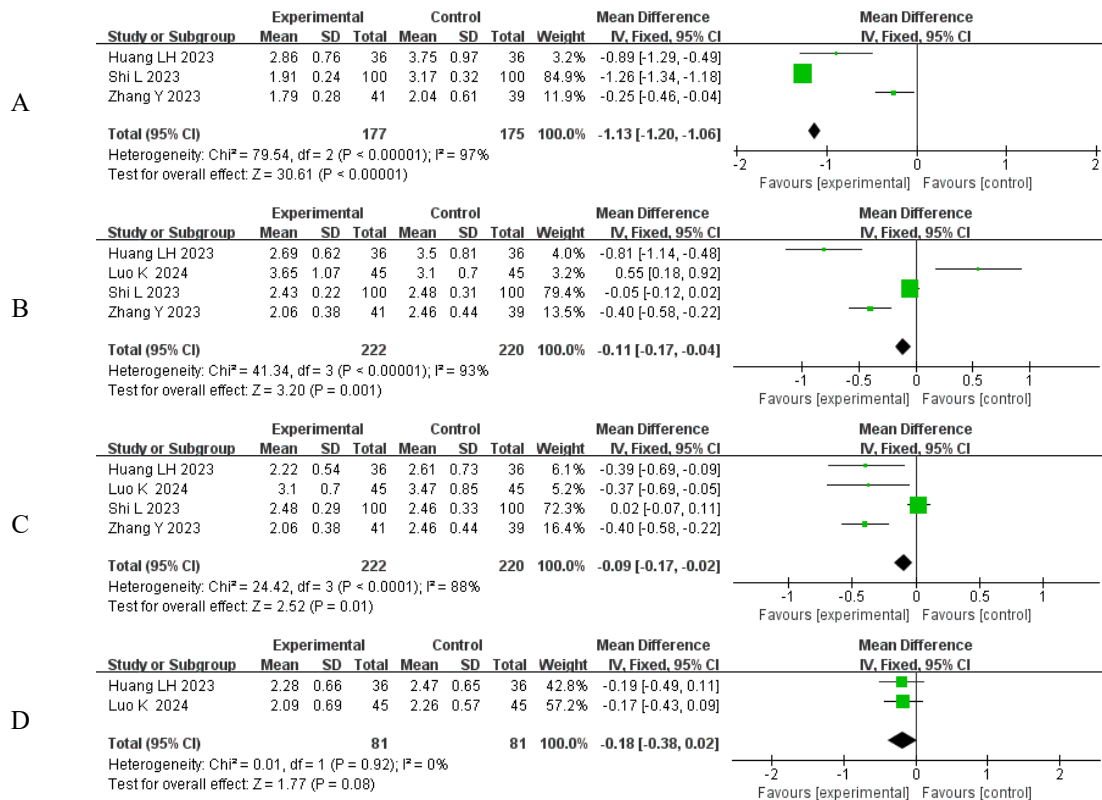 A
Experimental Control Mean Difference Mean Difference
Study or Subgroup Mean SD Total Mean SD Total Weight IV, Fixed, 95% CI IV, Fixed, 95% CI
Huang LH 2023 2.86 0.76 36 3.75 0.97 36 3.2% -0.89 [-1.29, -0.49]
Shi L 2023 1.91 0.24 100 3.17 0.32 100 84.9% -1.26 [-1.34, -1.18]
Zhang Y 2023 1.79 0.28 41 2.04 0.61 39 11.9% -0.25 [-0.46, -0.04]
Total (95% CI) 177 175 100.0% -1.13 [-1.20, -1.06]
Heterogeneity: Chi² = 79.54, df = 2 (P < 0.00001); I² = 97%
Test for overall effect: Z = 30.61 (P < 0.00001)
-2 -1 0 1 2
Favours [experimental] Favours [control]
B
Experimental Control Mean Difference Mean Difference
Study or Subgroup Mean SD Total Mean SD Total Weight IV, Fixed, 95% CI IV, Fixed, 95% CI
Huang LH 2023 2.69 0.62 36 3.5 0.81 36 4.0% -0.81 [-1.14, -0.48]
Luo K 2024 3.65 1.07 45 3.1 0.7 45 3.2% 0.55 [0.18, 0.92]
Shi L 2023 2.43 0.22 100 2.48 0.31 100 79.4% -0.05 [-0.12, 0.02]
Zhang Y 2023 2.06 0.38 41 2.46 0.44 39 13.5% -0.40 [-0.58, -0.22]
Total (95% CI) 222 220 100.0% -0.11 [-0.17, -0.04]
Heterogeneity: Chi² = 41.34, df = 3 (P < 0.00001); I² = 93%
Test for overall effect: Z = 3.20 (P = 0.001)
-1 -0.5 0 0.5 1
Favours [experimental] Favours [control]
C
Experimental Control Mean Difference Mean Difference
Study or Subgroup Mean SD Total Mean SD Total Weight IV, Fixed, 95% CI IV, Fixed, 95% CI
Huang LH 2023 2.22 0.54 36 2.61 0.73 36 6.1% -0.39 [-0.69, -0.09]
Luo K 2024 3.1 0.7 45 3.47 0.85 45 5.2% -0.37 [-0.69, -0.05]
Shi L 2023 2.48 0.29 100 2.46 0.33 100 72.3% 0.02 [-0.07, 0.11]
Zhang Y 2023 2.06 0.38 41 2.46 0.44 39 16.4% -0.40 [-0.58, -0.22]
Total (95% CI) 222 220 100.0% -0.09 [-0.17, -0.02]
Heterogeneity: Chi² = 24.42, df = 3 (P < 0.0001); I² = 88%
Test for overall effect: Z = 2.52 (P = 0.01)
-1 -0.5 0 0.5 1
Favours [experimental] Favours [control]
D
Experimental Control Mean Difference Mean Difference
Study or Subgroup Mean SD Total Mean SD Total Weight IV, Fixed, 95% CI IV, Fixed, 95% CI
Huang LH 2023 2.28 0.66 36 2.47 0.65 36 42.8% -0.19 [-0.49, 0.11]
Luo K 2024 2.09 0.69 45 2.26 0.57 45 57.2% -0.17 [-0.43, 0.09]
Total (95% CI) 81 81 100.0% -0.18 [-0.38, 0.02]
Heterogeneity: Chi² = 0.01, df = 1 (P = 0.92); I² = 0%
Test for overall effect: Z = 1.77 (P = 0.08)
-2 -1 0 1 2
Favours [experimental] Favours [control]